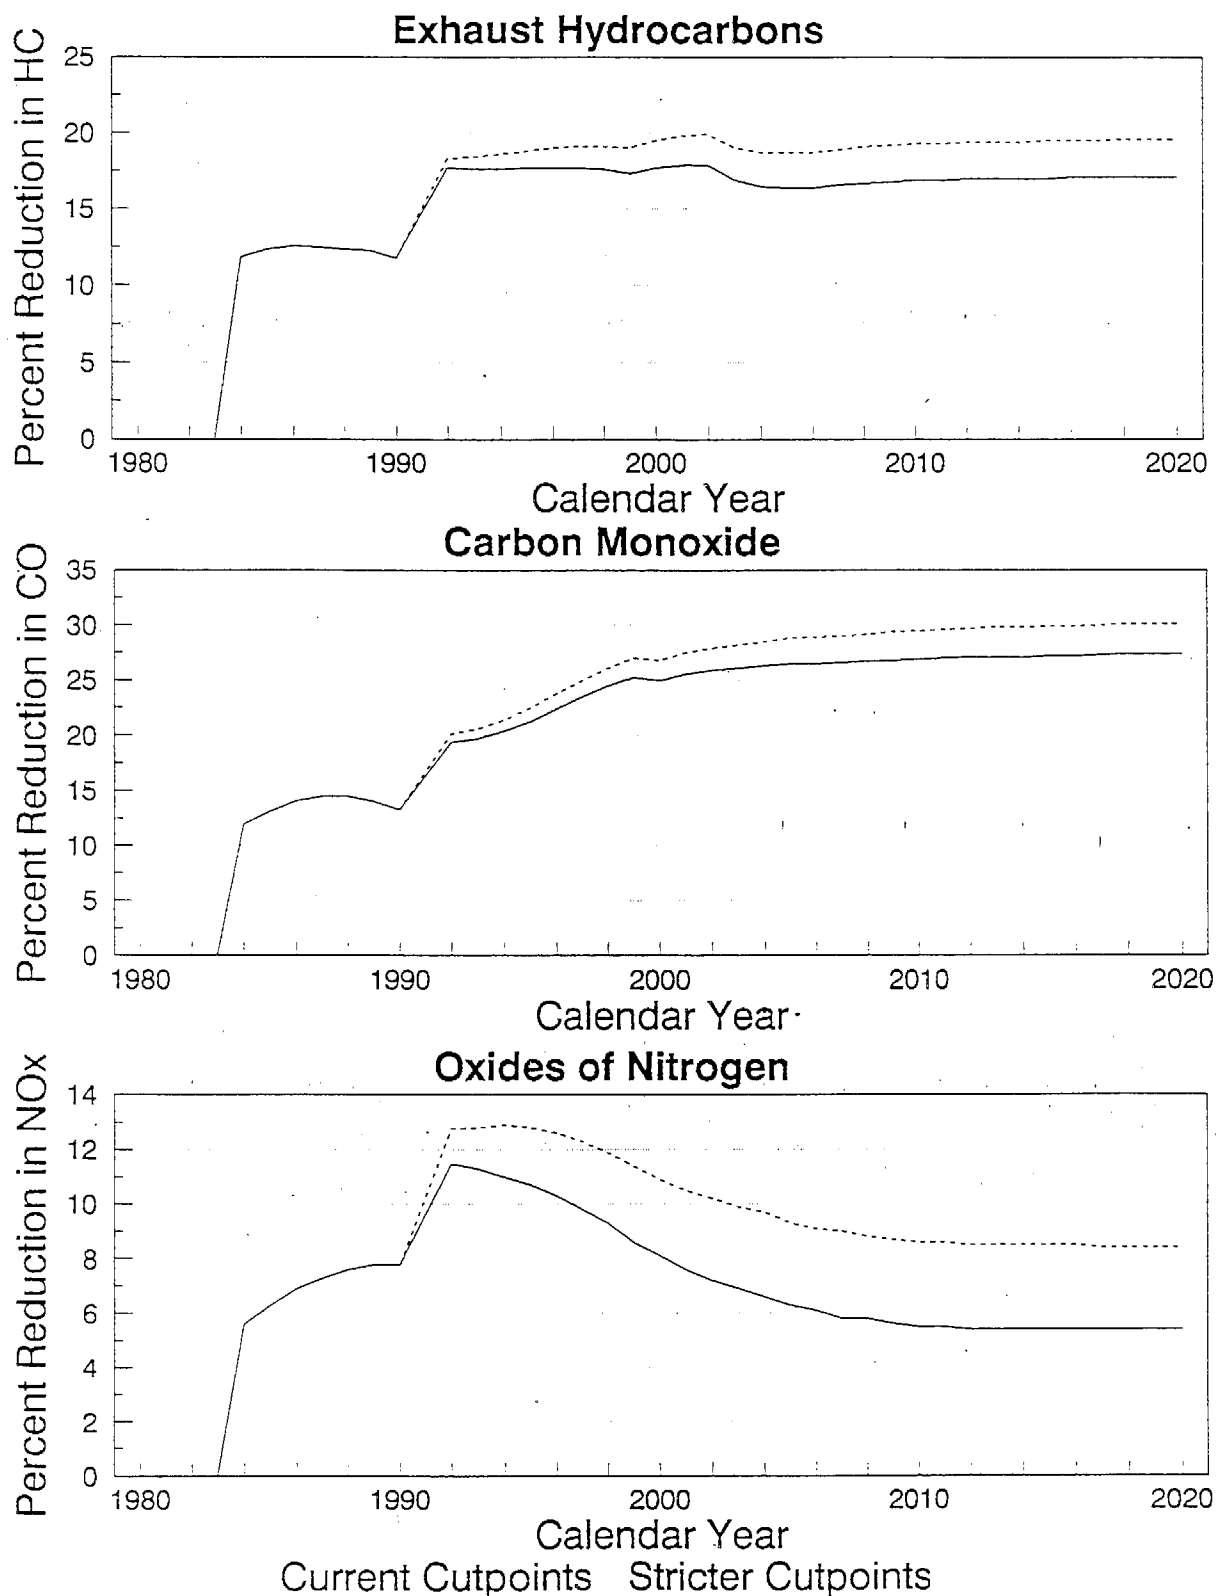 Exhaust Hydrocarbons
Percent Reduction in HC
25
20
15
10
5
0
1980 1990 2000 2010 2020
Calendar Year
Carbon Monoxide
Percent Reduction in CO
35
30
25
20
15
10
5
0
1980 1990 2000 2010 2020
Calendar Year
Oxides of Nitrogen
Percent Reduction in NOx
14
12
10
8
6
4
2
0
1980 1990 2000 2010 2020
Calendar Year
Current Cutpoints Stricter Cutpoints